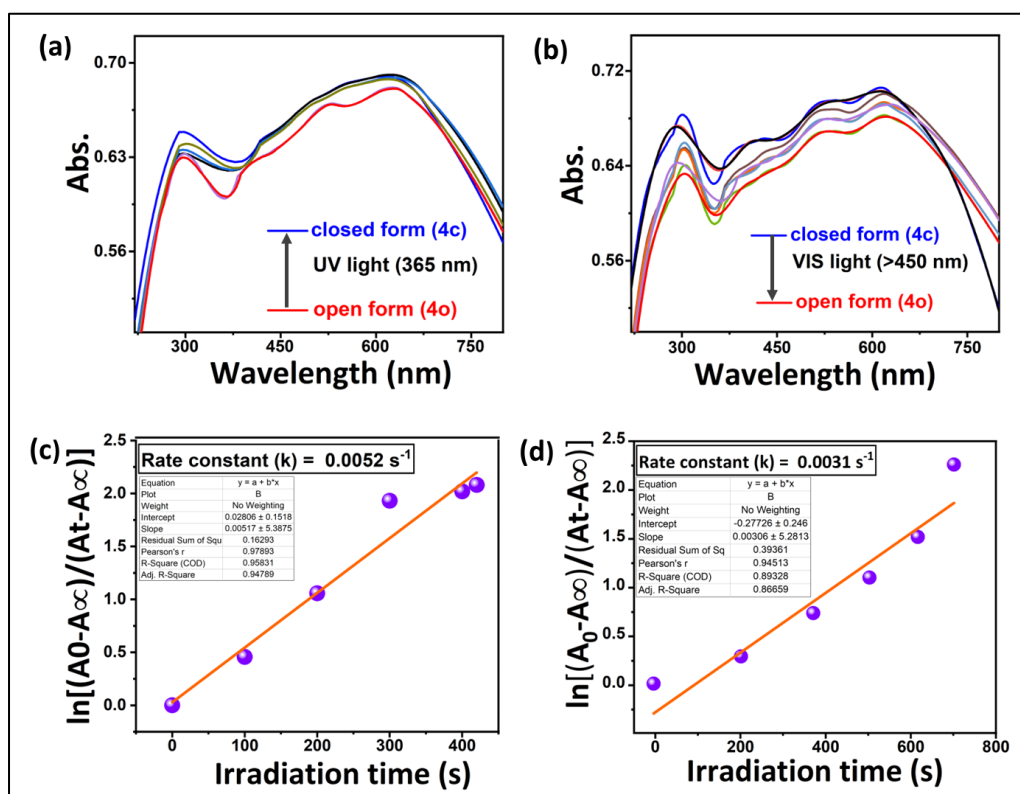 (a)
Abs.
0.70
0.63
0.56
closed form (4c)
UV light (365 nm)
open form (4o)
300 450 600 750
Wavelength (nm)
(b)
Abs.
0.72
0.64
0.56
closed form (4c)
VIS light (>450 nm)
open form (4o)
300 450 600 750
Wavelength (nm)
(c)
ln[(A0-A∝)/(At-A∝)]
2.5
2.0
1.5
1.0
0.5
0.0
Rate constant (k) = 0.0052 s⁻¹
Equation y = a + b*x
Plot B
Weight No Weighting
Intercept 0.02806 ± 0.1518
Slope 0.00517 ± 5.3875
Residual Sum of Squ 0.16293
Pearson's r 0.97893
R-Square (COD) 0.95831
Adj. R-Square 0.94789
0 100 200 300 400
Irradiation time (s)
(d)
ln[(A₀-A∞)/(At-A∞)]
2.5
2.0
1.5
1.0
0.5
0.0
Rate constant (k) = 0.0031 s⁻¹
Equation y = a + b*x
Plot B
Weight No Weighting
Intercept -0.27726 ± 0.246
Slope 0.00306 ± 5.2813
Residual Sum of Sq 0.39361
Pearson's r 0.94513
R-Square (COD) 0.89328
Adj. R-Square 0.86659
0 200 400 600 800
Irradiation time (s)